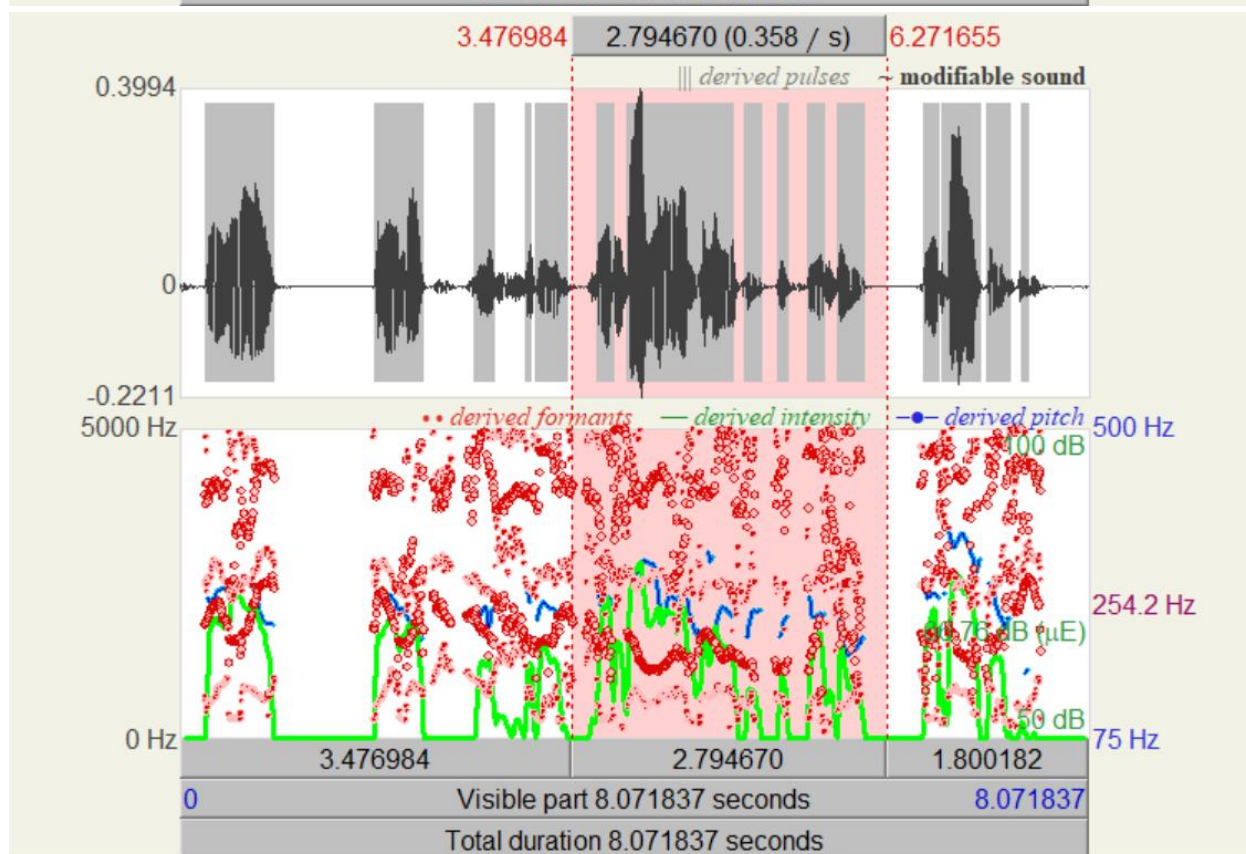 3.476984 2.794670 (0.358 / s) 6.271655
||| derived pulses ~ modifiable sound
0.3994
0
-0.2211
•• derived formants — derived intensity –●– derived pitch
5000 Hz 500 Hz
100 dB
254.2 Hz
dB (µE)
50 dB
0 Hz 75 Hz
3.476984 2.794670 1.800182
0 Visible part 8.071837 seconds 8.071837
Total duration 8.071837 seconds